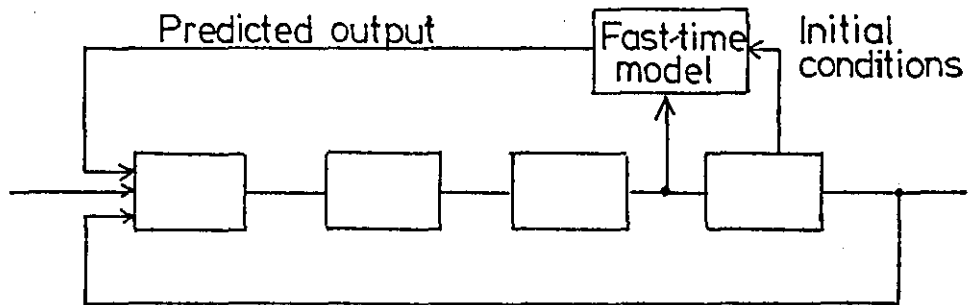 Predicted output
Fast-time
model
Initial
conditions